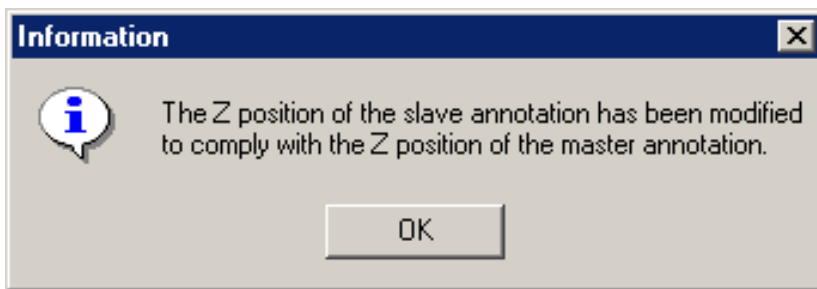 Information
The Z position of the slave annotation has been modified
to comply with the Z position of the master annotation.
OK